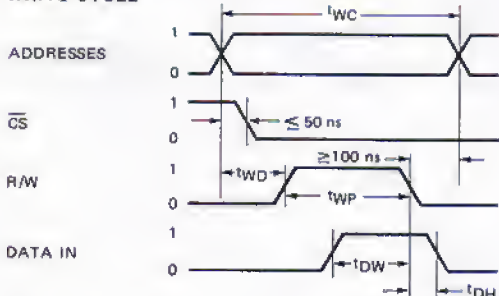 tWC
1
ADDRESSES
0
1
CS
≤ 50 ns
0
≥100 ns
1
tWD
R/W
tWP
0
1
DATA IN
tDW
0
tDH